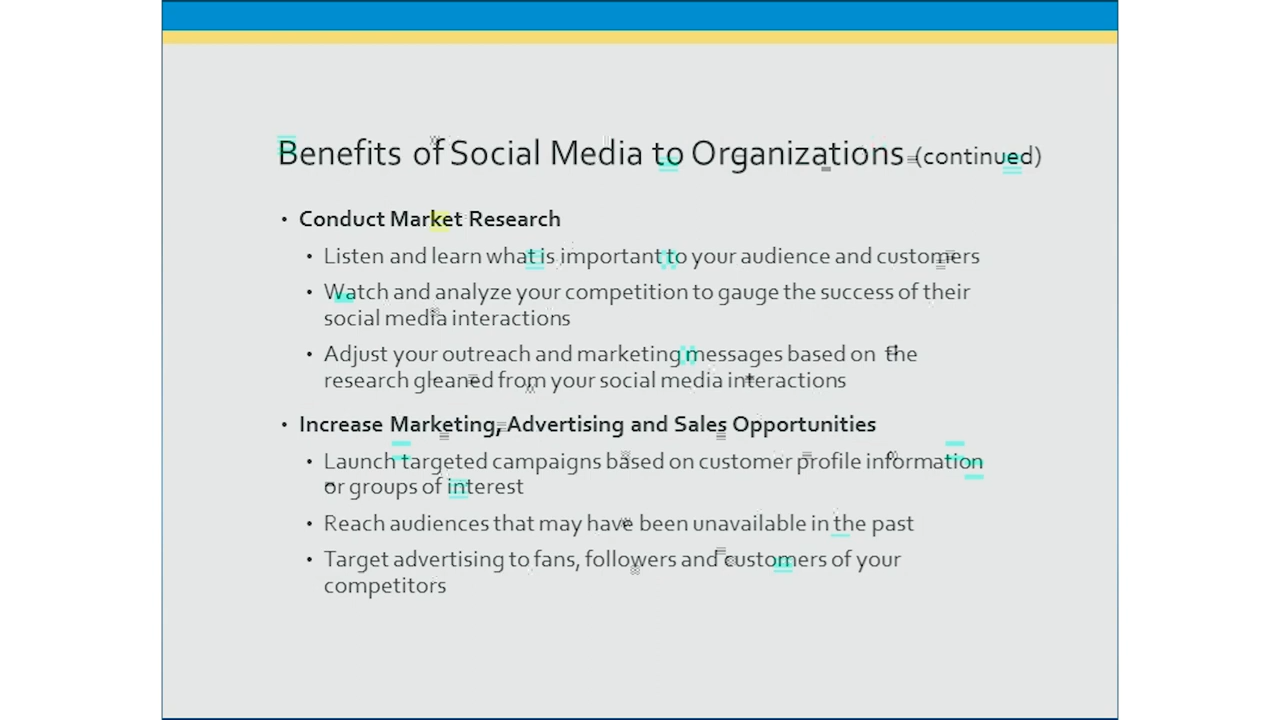 Benefits of Social Media to Organizations (continued)
• Conduct Market Research
• Listen and learn what is important to your audience and customers
• Watch and analyze your competition to gauge the success of their
social media interactions
• Adjust your outreach and marketing messages based on the
research gleaned from your social media interactions
• Increase Marketing, Advertising and Sales Opportunities
• Launch targeted campaigns based on customer profile information
or groups of interest
• Reach audiences that may have been unavailable in the past
• Target advertising to fans, followers and customers of your
competitors